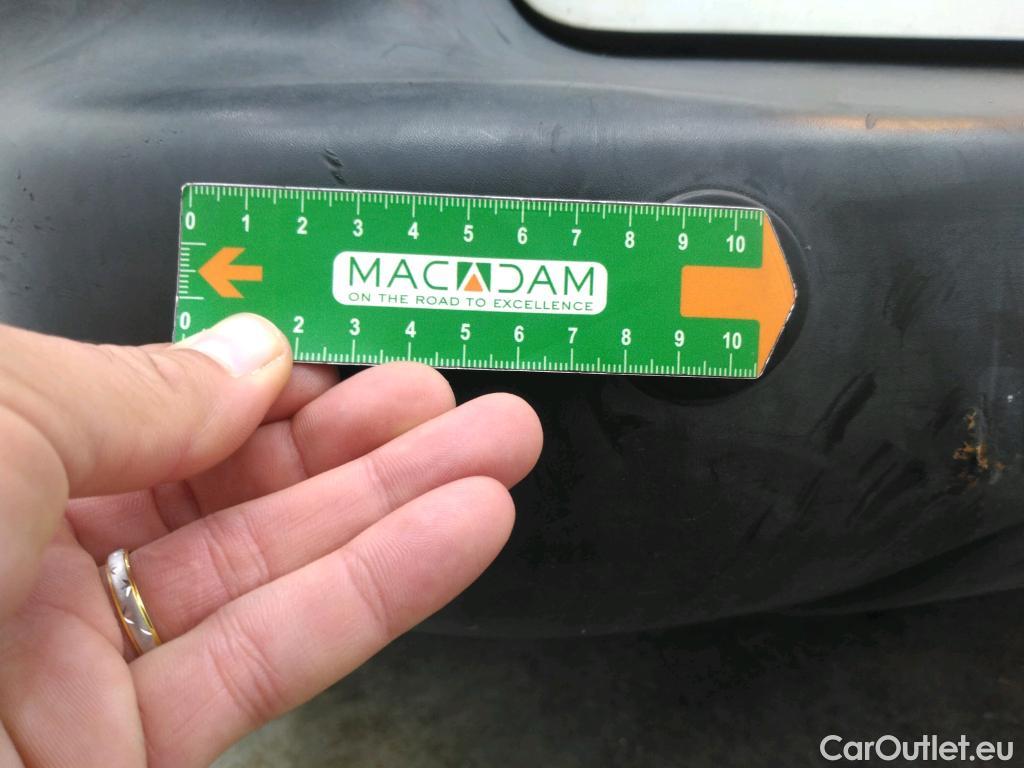 0 1 2 3 4 5 6 7 8 9 10
MACADAM
ON THE ROAD TO EXCELLENCE
0 2 3 4 5 6 7 8 9 10
CarOutlet.eu